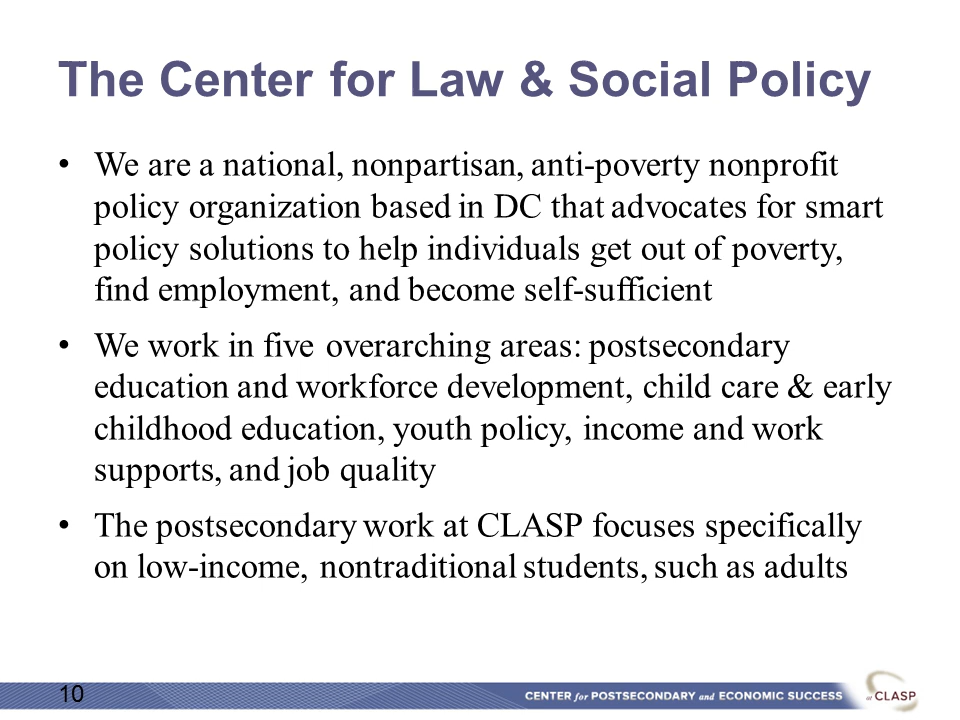 The Center for Law & Social Policy
• We are a national, nonpartisan, anti-poverty nonprofit
policy organization based in DC that advocates for smart
policy solutions to help individuals get out of poverty,
find employment, and become self-sufficient
• We work in five overarching areas: postsecondary
education and workforce development, child care & early
childhood education, youth policy, income and work
supports, and job quality
• The postsecondary work at CLASP focuses specifically
on low-income, nontraditional students, such as adults
10
CENTER for POSTSECONDARY and ECONOMIC SUCCESS at CLASP